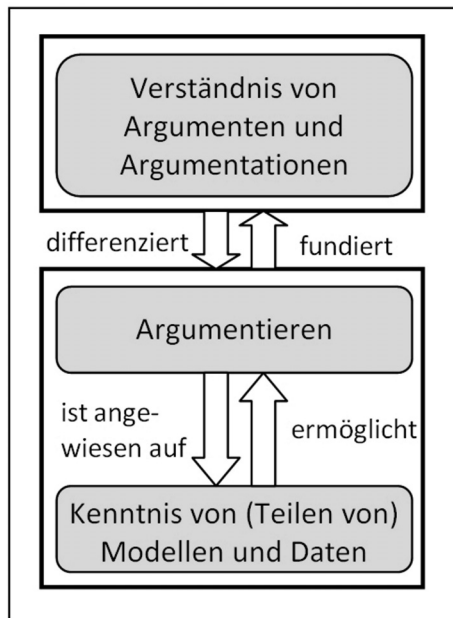 Verständnis von
Argumenten und
Argumentationen
differenziert
fundiert
Argumentieren
ist ange-
wiesen auf
ermöglicht
Kenntnis von (Teilen von)
Modellen und Daten